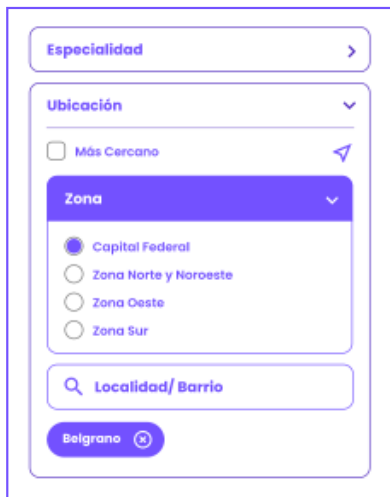 Especialidad
Ubicación
Más Cercano
Zona
Capital Federal
Zona Norte y Noroeste
Zona Oeste
Zona Sur
Localidad/ Barrio
Belgrano